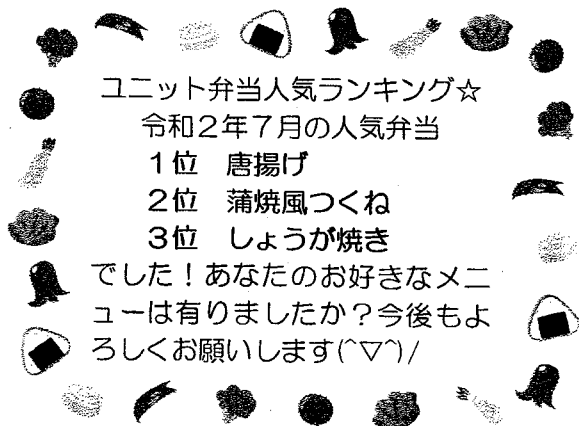 ユニット弁当人気ランキング☆
令和2年7月の人気弁当
1位 唐揚げ
2位 蒲焼風つくね
3位 しょうが焼き
でした！あなたのお好きなメニ
ューは有りましたか？今後もよ
ろしくお願いします(^▽^)/